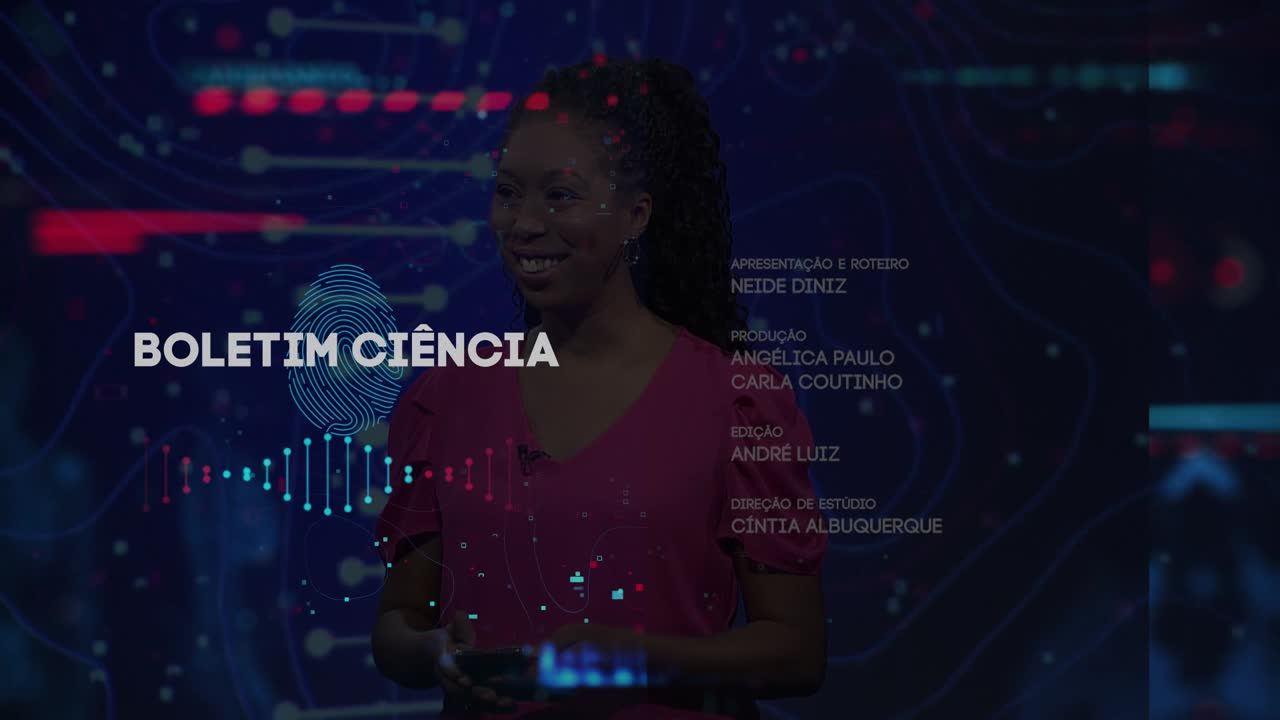 BOLETIM CIÊNCIA
APRESENTAÇÃO E ROTEIRO
NEIDE DINIZ
PRODUÇÃO
ANGÉLICA PAULO
CARLA COUTINHO
EDIÇÃO
ANDRÉ LUIZ
DIREÇÃO DE ESTÚDIO
CÍNTIA ALBUQUERQUE